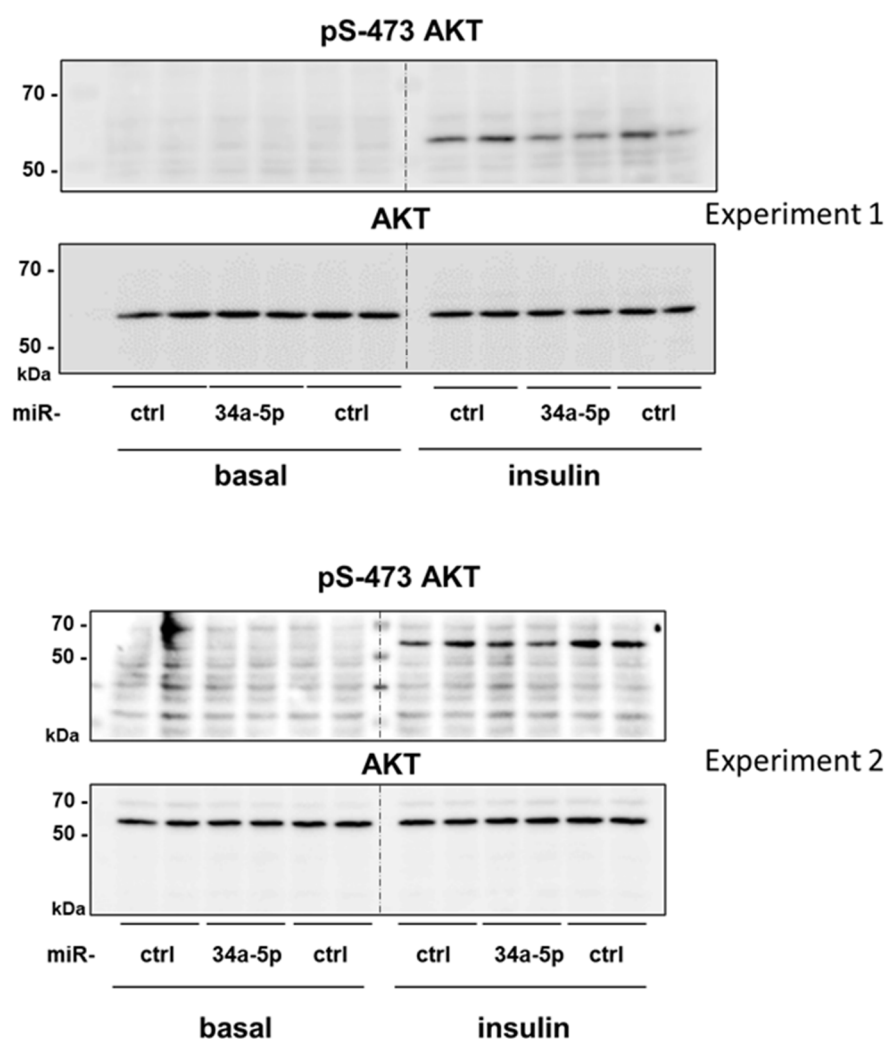 pS-473 AKT
70 -
50 -
AKT
Experiment 1
70 -
50 -
kDa
miR- ctrl 34a-5p ctrl ctrl 34a-5p ctrl
basal insulin
pS-473 AKT
70 -
50 -
kDa
AKT
Experiment 2
70 -
50 -
kDa
miR- ctrl 34a-5p ctrl ctrl 34a-5p ctrl
basal insulin